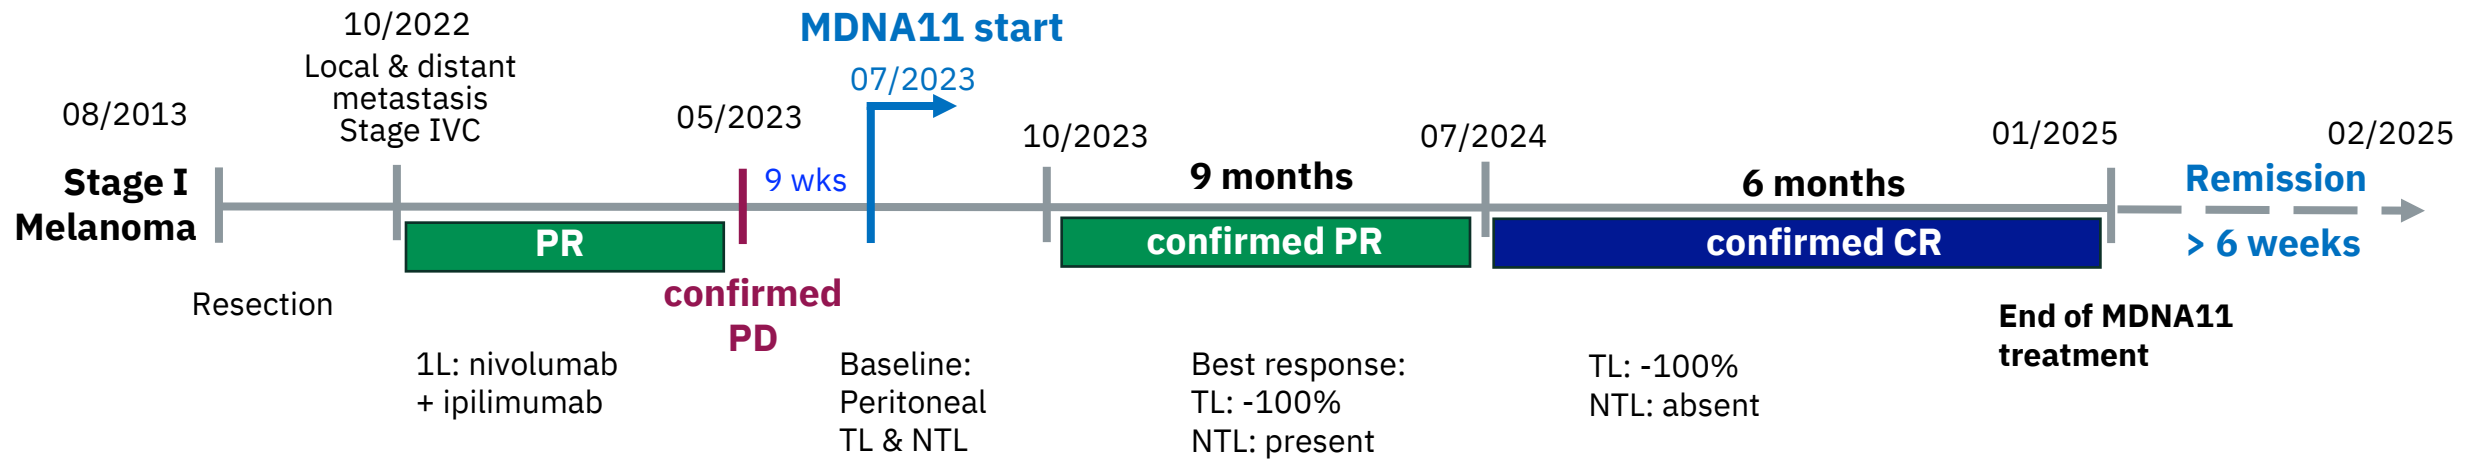 08/2013
Stage I
Melanoma
Resection
10/2022
Local & distant
metastasis
Stage IVC
PR
1L: nivolumab
+ ipilimumab
05/2023
confirmed
PD
9 wks
MDNA11 start
07/2023
Baseline:
Peritoneal
TL & NTL
10/2023
9 months
confirmed PR
Best response:
TL: -100%
NTL: present
07/2024
6 months
confirmed CR
TL: -100%
NTL: absent
01/2025
End of MDNA11
treatment
02/2025
Remission
> 6 weeks